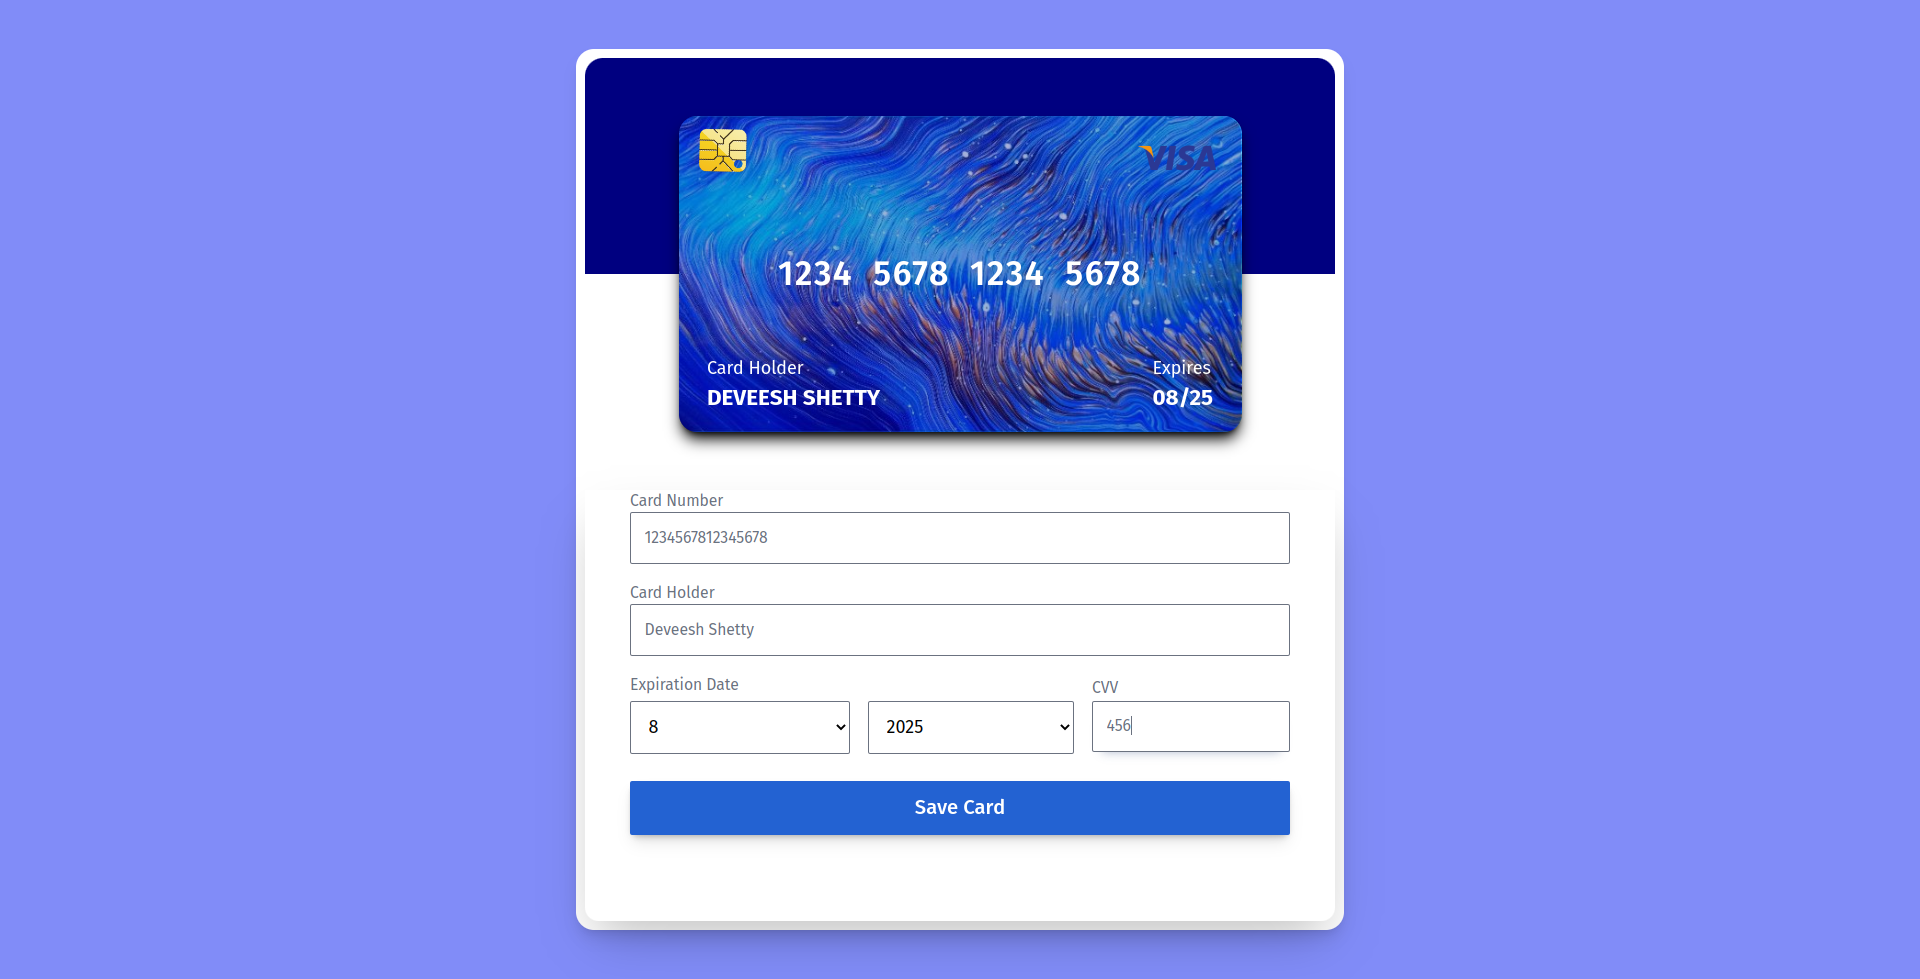 VISA
1234 5678 1234 5678
Card Holder Expires
DEVEESH SHETTY 08/25
Card Number
1234567812345678
Card Holder
Deveesh Shetty
Expiration Date CVV
8 2025 456
Save Card